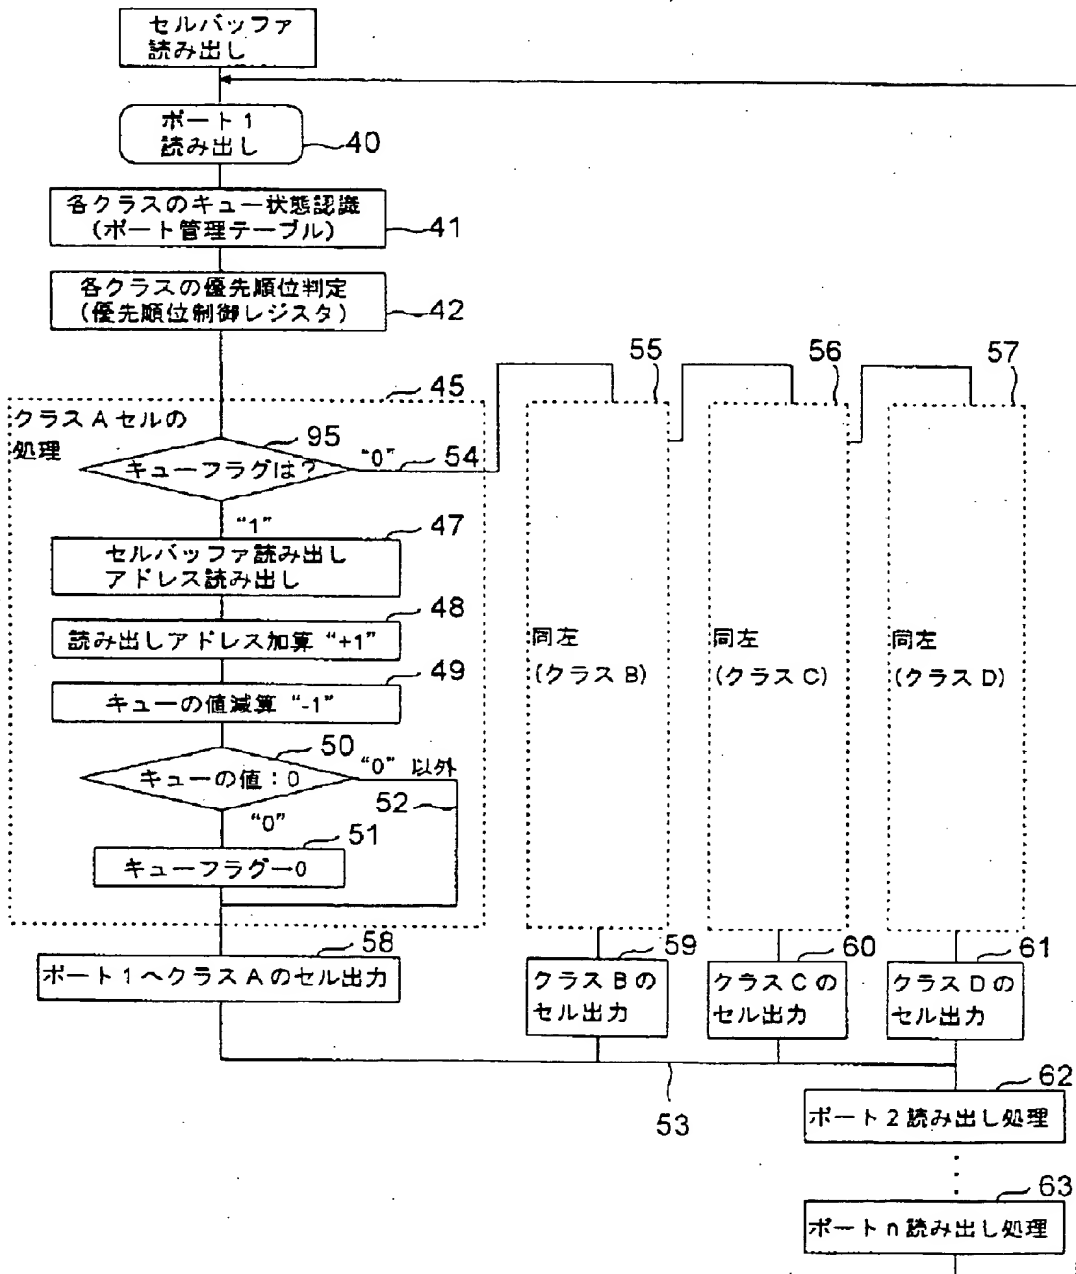 セルバッファ
読み出し
ポート1
読み出し
40
各クラスのキュー状態認識
(ポート管理テーブル)
41
各クラスの優先順位判定
(優先順位制御レジスタ)
42
45
クラスAセルの
処理
95
キューフラグは?
“0”
54
“1”
47
セルバッファ読み出し
アドレス読み出し
48
読み出しアドレス加算 “+1”
49
キューの値減算 “-1”
50
キューの値:0
“0” 以外
52
“0”
51
キューフラグ→0
58
ポート1へクラスAのセル出力
55
同左
(クラスB)
59
クラスBの
セル出力
56
同左
(クラスC)
60
クラスCの
セル出力
57
同左
(クラスD)
61
クラスDの
セル出力
53
62
ポート2読み出し処理
63
ポートn読み出し処理